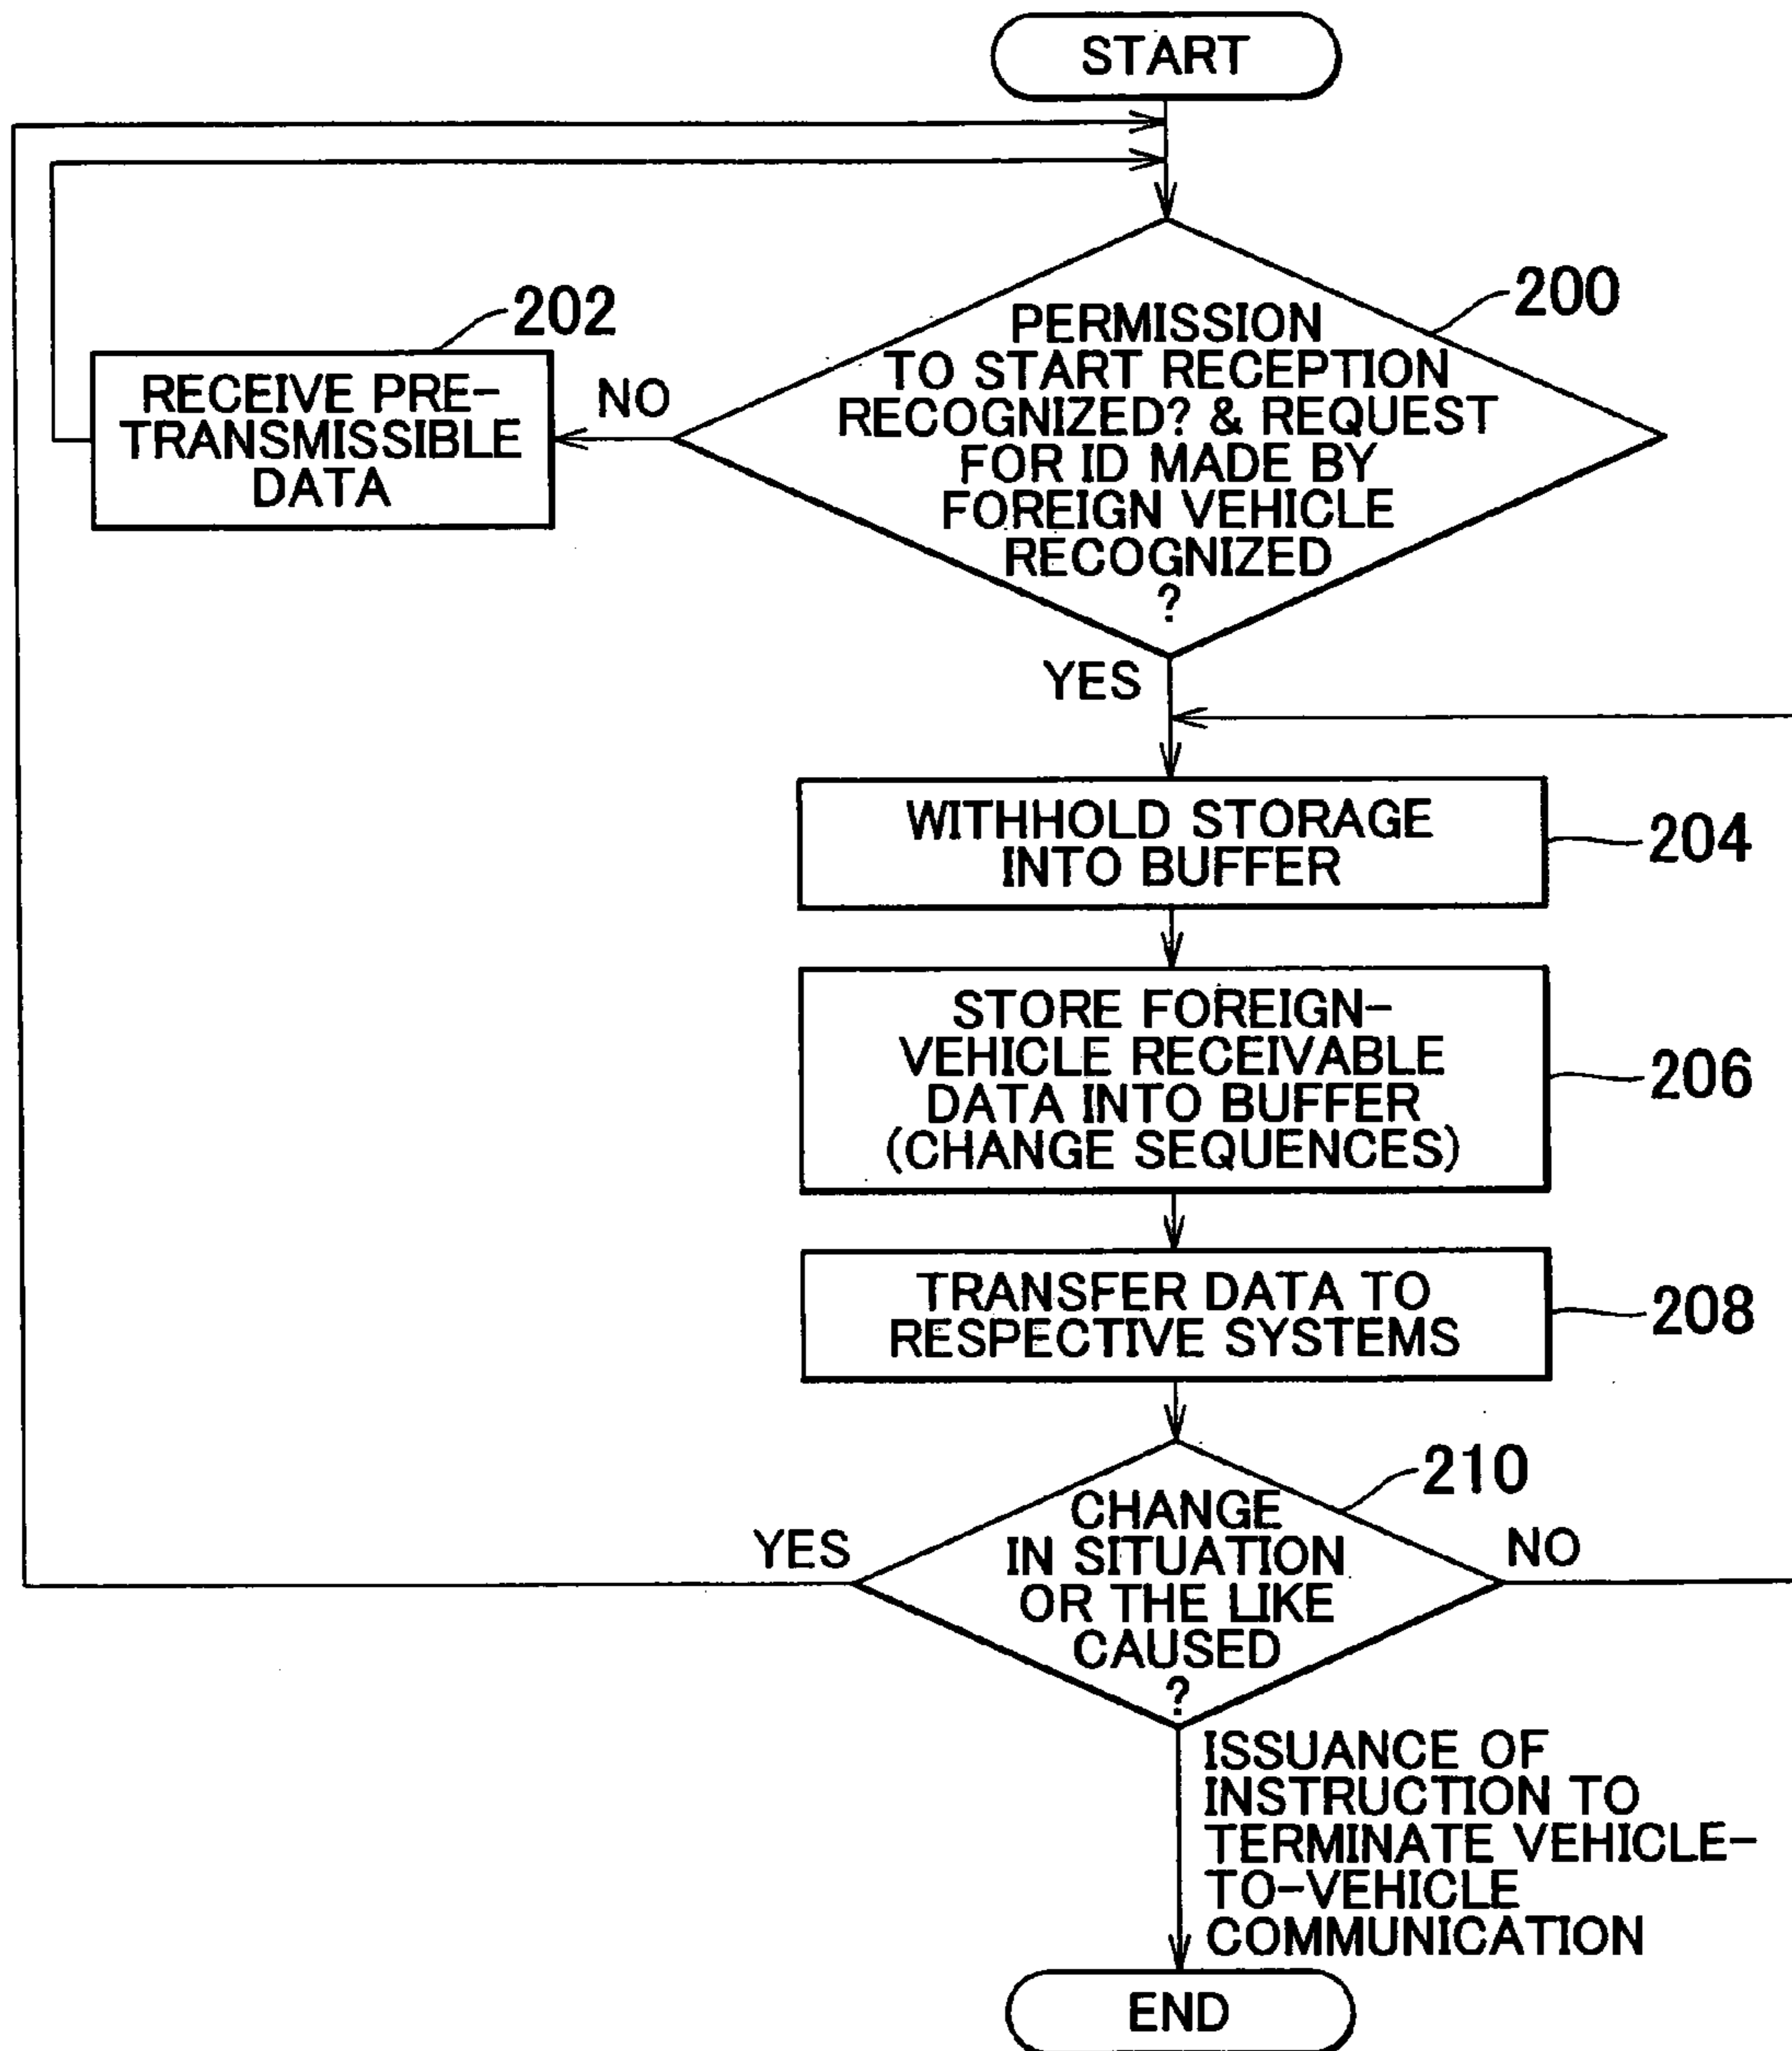 START
200
PERMISSION
TO START RECEPTION
RECOGNIZED? & REQUEST
FOR ID MADE BY
FOREIGN VEHICLE
RECOGNIZED
?
202
RECEIVE PRE-
TRANSMISSIBLE
DATA
NO
YES
WITHHOLD STORAGE
INTO BUFFER
204
STORE FOREIGN-
VEHICLE RECEIVABLE
DATA INTO BUFFER
(CHANGE SEQUENCES)
206
TRANSFER DATA TO
RESPECTIVE SYSTEMS
208
210
CHANGE
IN SITUATION
OR THE LIKE
CAUSED
?
YES
NO
ISSUANCE OF
INSTRUCTION TO
TERMINATE VEHICLE-
TO-VEHICLE
COMMUNICATION
END